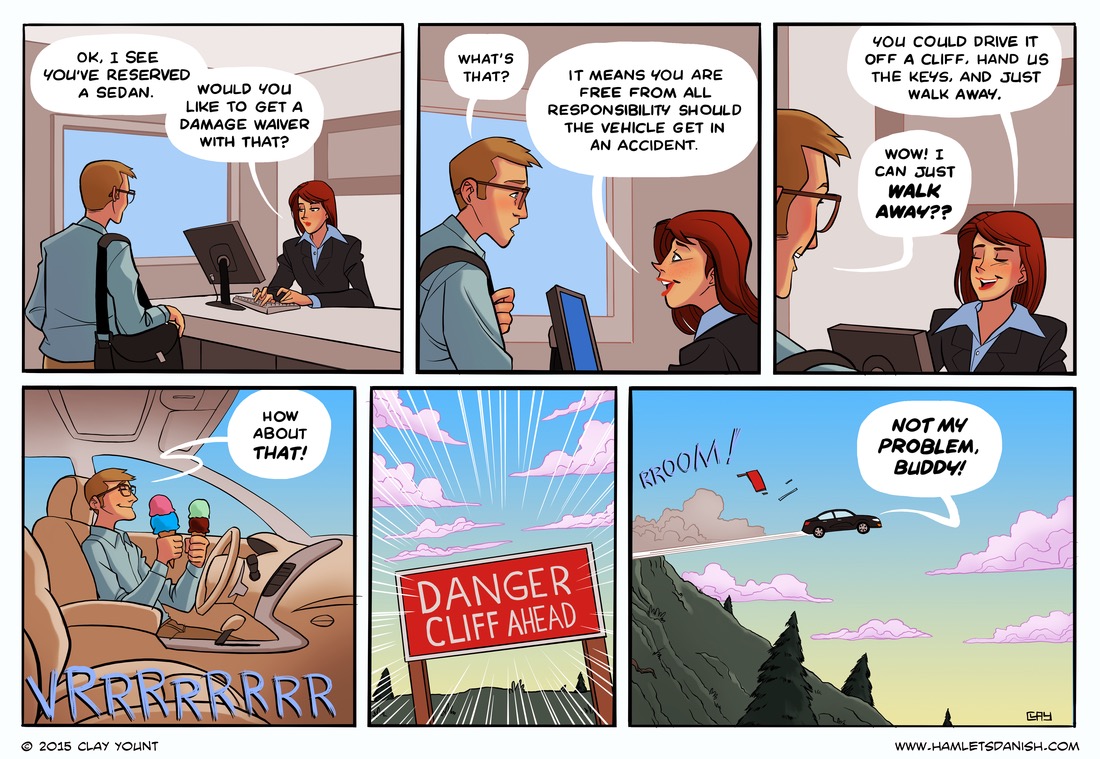 OK, I SEE
YOU'VE RESERVED
A SEDAN.
WOULD YOU
LIKE TO GET A
DAMAGE WAIVER
WITH THAT?
WHAT'S
THAT?
IT MEANS YOU ARE
FREE FROM ALL
RESPONSIBILITY SHOULD
THE VEHICLE GET IN
AN ACCIDENT.
YOU COULD DRIVE IT
OFF A CLIFF, HAND US
THE KEYS, AND JUST
WALK AWAY.
WOW! I
CAN JUST
WALK
AWAY??
HOW
ABOUT
THAT!
VRRRRRRRR
DANGER
CLIFF AHEAD
RROOM!
NOT MY
PROBLEM,
BUDDY!
CLAY
© 2015 CLAY YOUNT
WWW.HAMLETSDANISH.COM